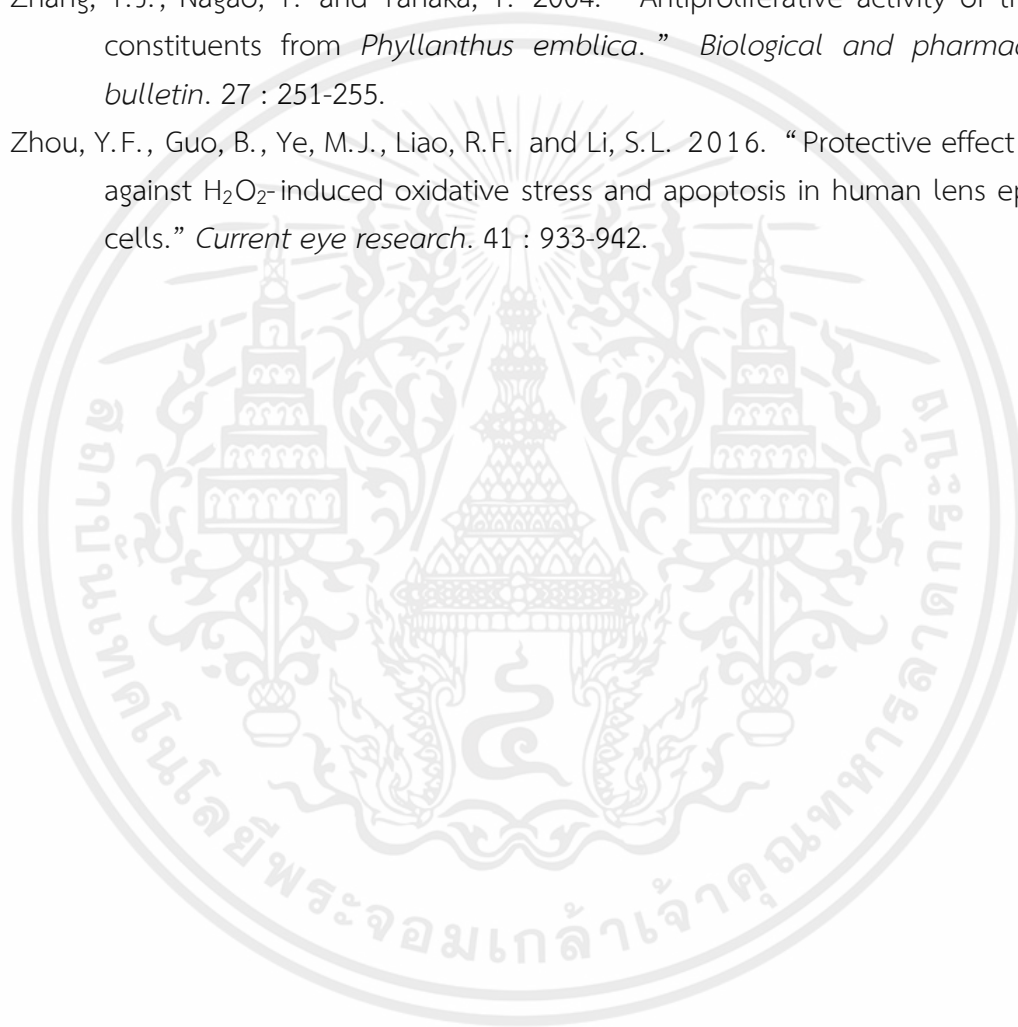 Zhang, Nagao, and Tanaka, 2004. Antiproliferative activity of
constituents from Phyllanthus emblica. ” Biological and pharmac
bulletin. 27 : 251-255.
Zhou, Y.F., Guo, B., Ye, M.J., Liao, R.F. and Li, S.L. 2016. “Protective effect
against H₂O₂-induced oxidative stress and apoptosis in human lens ep
cells.” Current eye research. 41 : 933-942.
๔
สถาบันเทคโนโลยีพระจอมเกล้าเจ้าคุณทหารลาดกระบัง